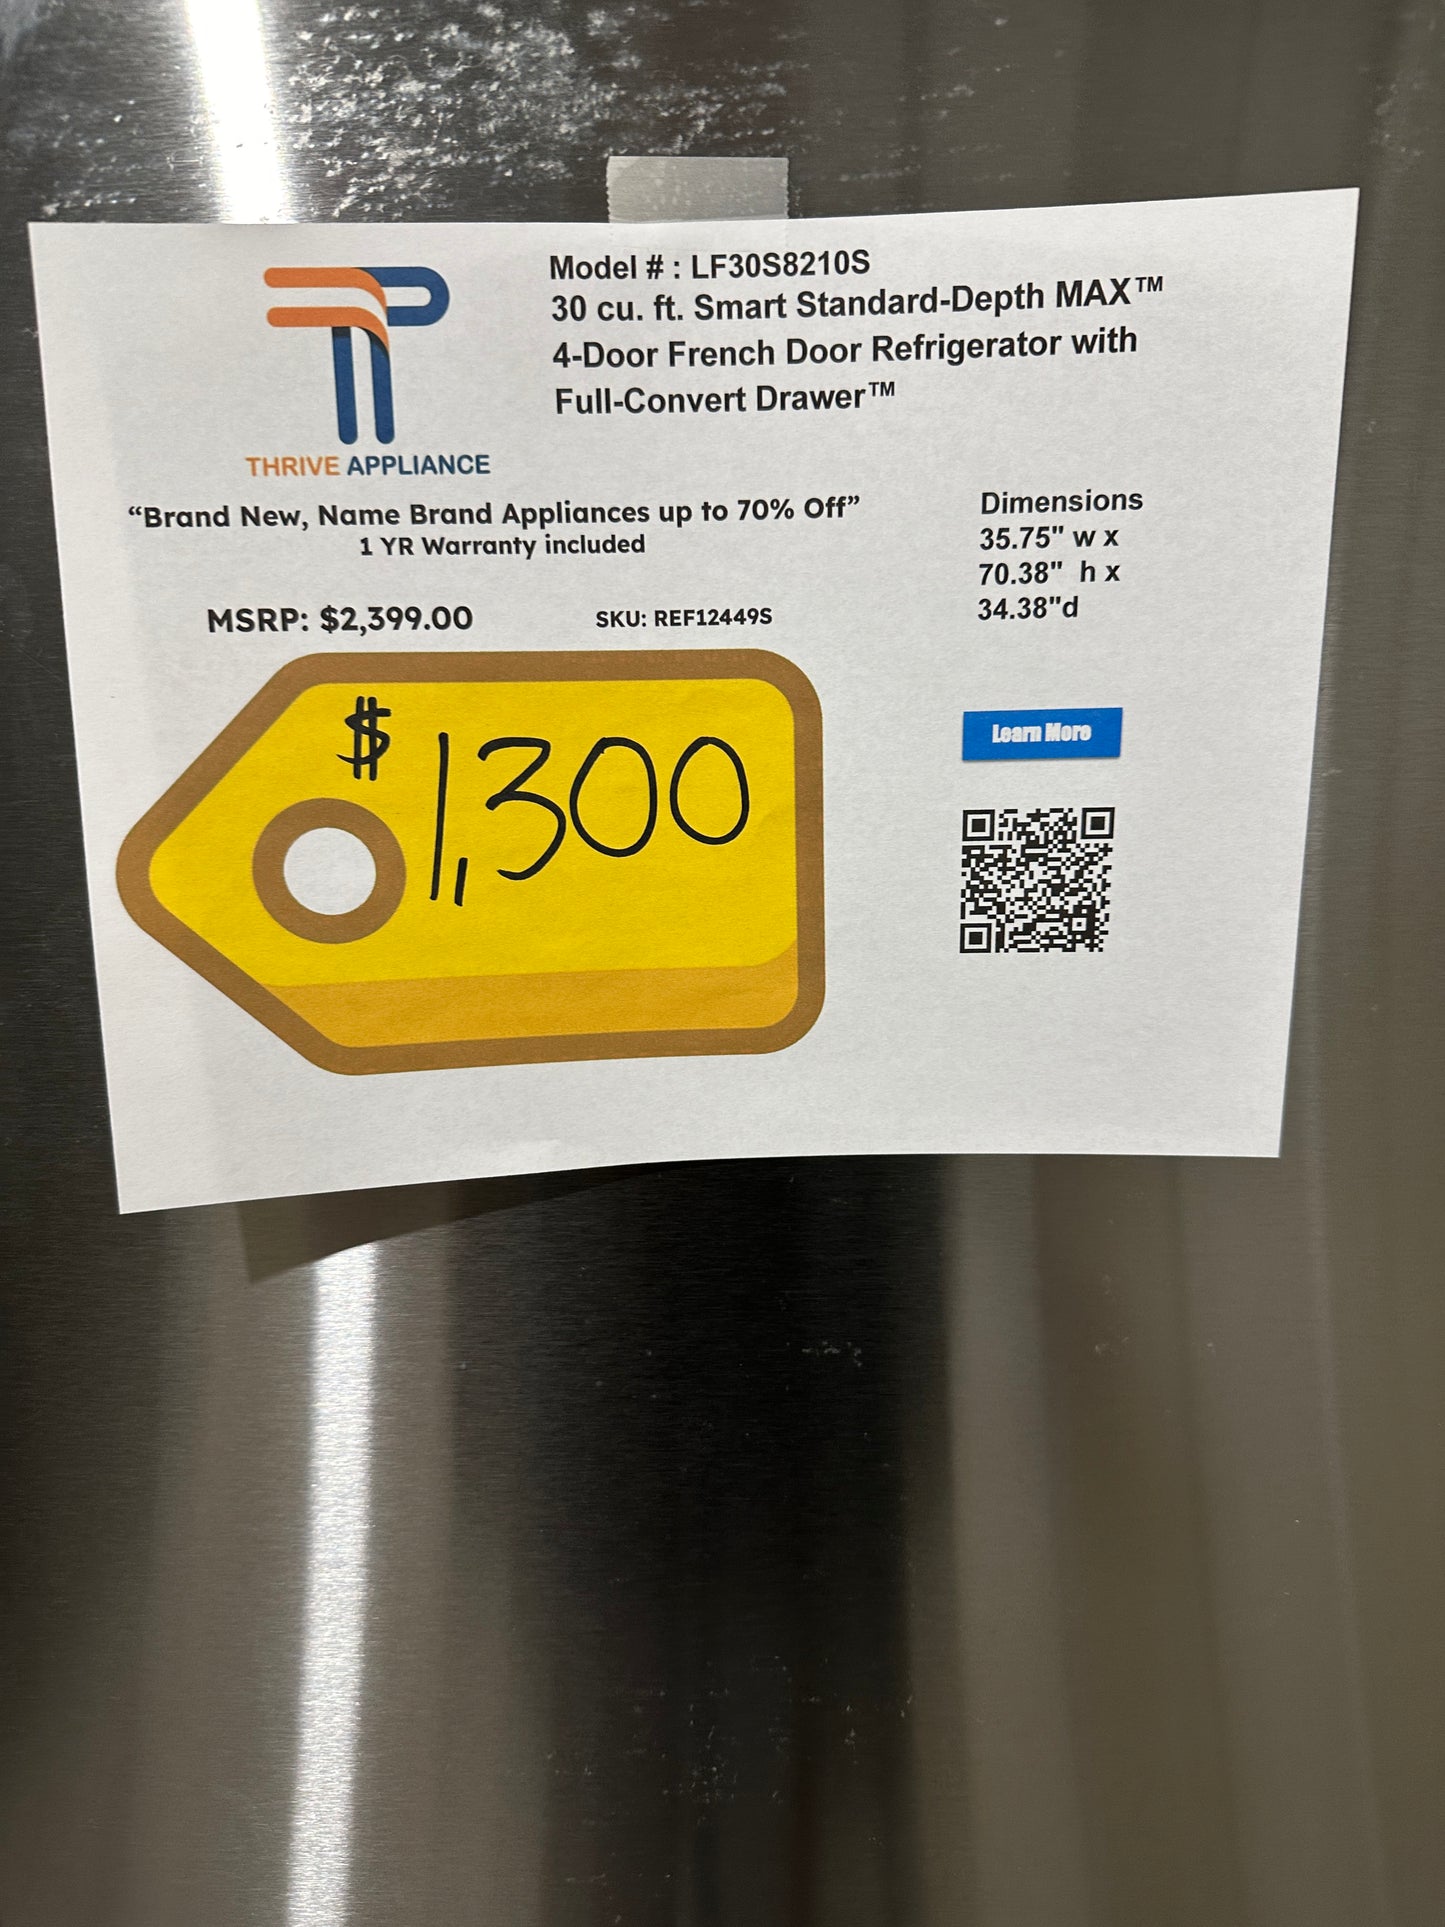 Model # : LF30S8210S
30 cu. ft. Smart Standard-Depth MAX™
4-Door French Door Refrigerator with
Full-Convert Drawer™
THRIVE APPLIANCE
“Brand New, Name Brand Appliances up to 70% Off”
1 YR Warranty included
Dimensions
35.75" w x
70.38" h x
34.38"d
MSRP: $2,399.00
SKU: REF12449S
$1,300
Learn More